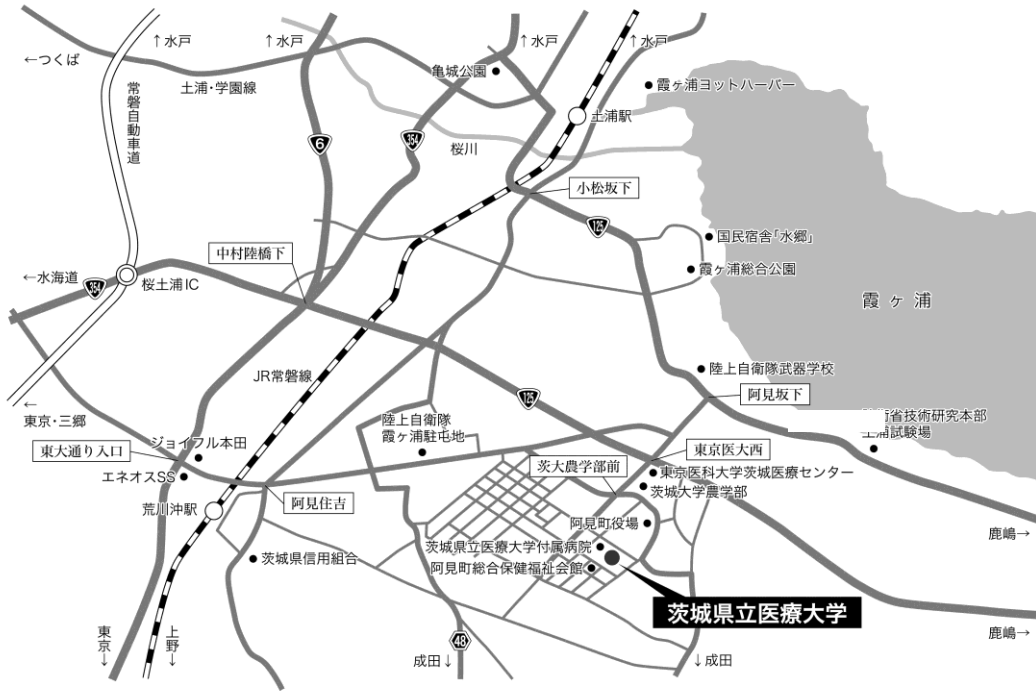 ↑水戸
↑水戸
↑水戸
↑水戸
←つくば
土浦・学園線
亀城公園
霞ヶ浦ヨットハーバー
常磐自動車道
土浦駅
6
354
桜川
小松坂下
125
国民宿舎「水郷」
中村陸橋下
霞ヶ浦総合公園
←水海道
354
桜土浦IC
霞ヶ浦
JR常磐線
陸上自衛隊武器学校
125
阿見坂下
←
東京・三郷
陸上自衛隊
霞ヶ浦駐屯地
省技術研究本部
土浦試験場
ジョイフル本田
東大通り入口
エネオスSS
茨大農学部前
東京医大西
東京医科大学茨城医療センター
茨城大学農学部
阿見住吉
荒川沖駅
阿見町役場
鹿嶋→
茨城県信用組合
茨城県立医療大学付属病院
阿見町総合保健福祉会館
茨城県立医療大学
東京↓
上野↓
48
成田↓
↓成田
鹿嶋→